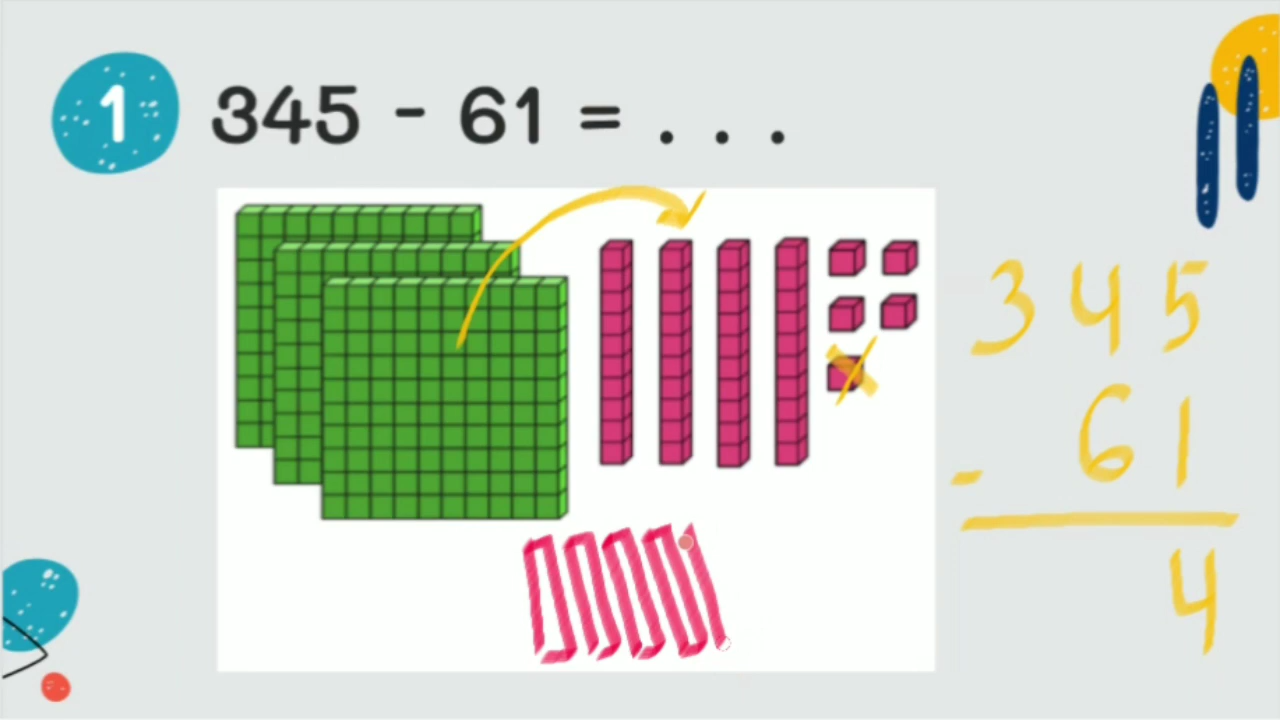 1 345 - 61 = . . .
345
- 61
4